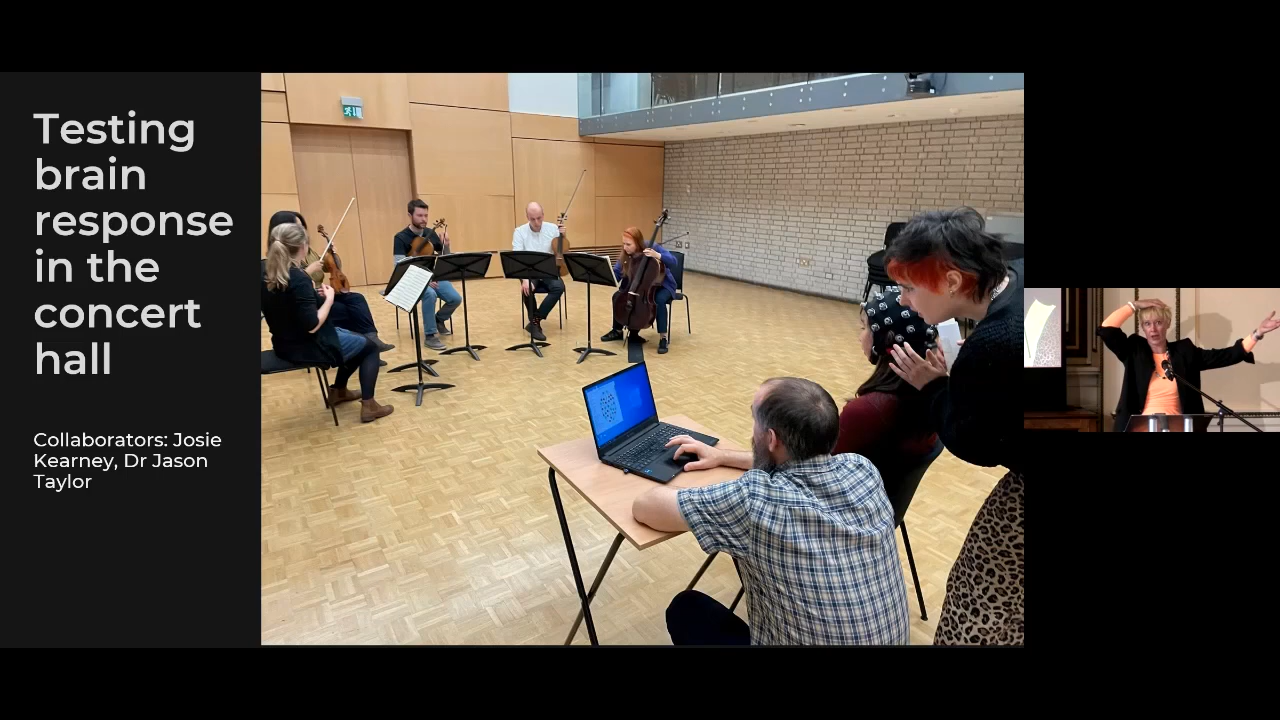 Testing
brain
response
in the
concert
hall
Collaborators: Josie
Kearney, Dr Jason
Taylor